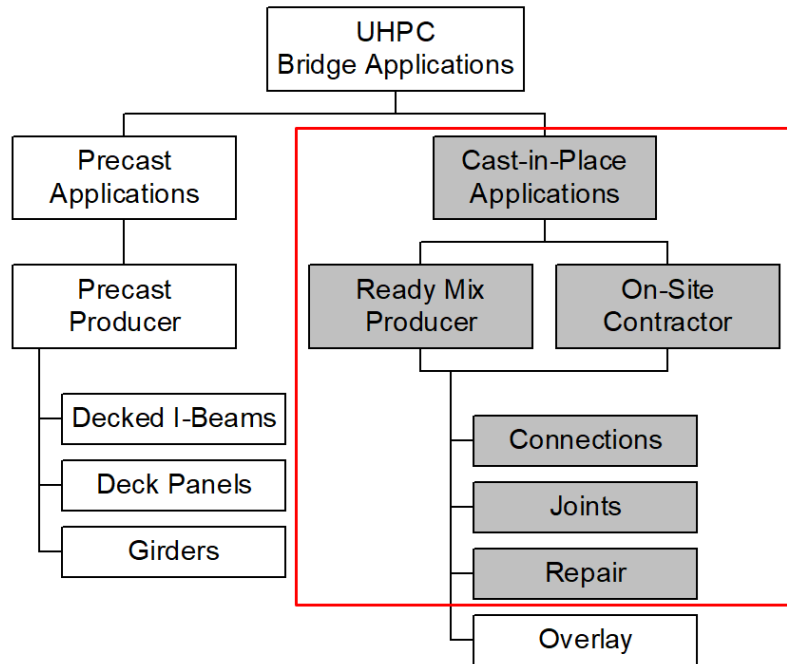 UHPC
Bridge Applications
Precast
Applications
Cast-in-Place
Applications
Precast
Producer
Ready Mix
Producer
On-Site
Contractor
Decked I-Beams
Deck Panels
Girders
Connections
Joints
Repair
Overlay